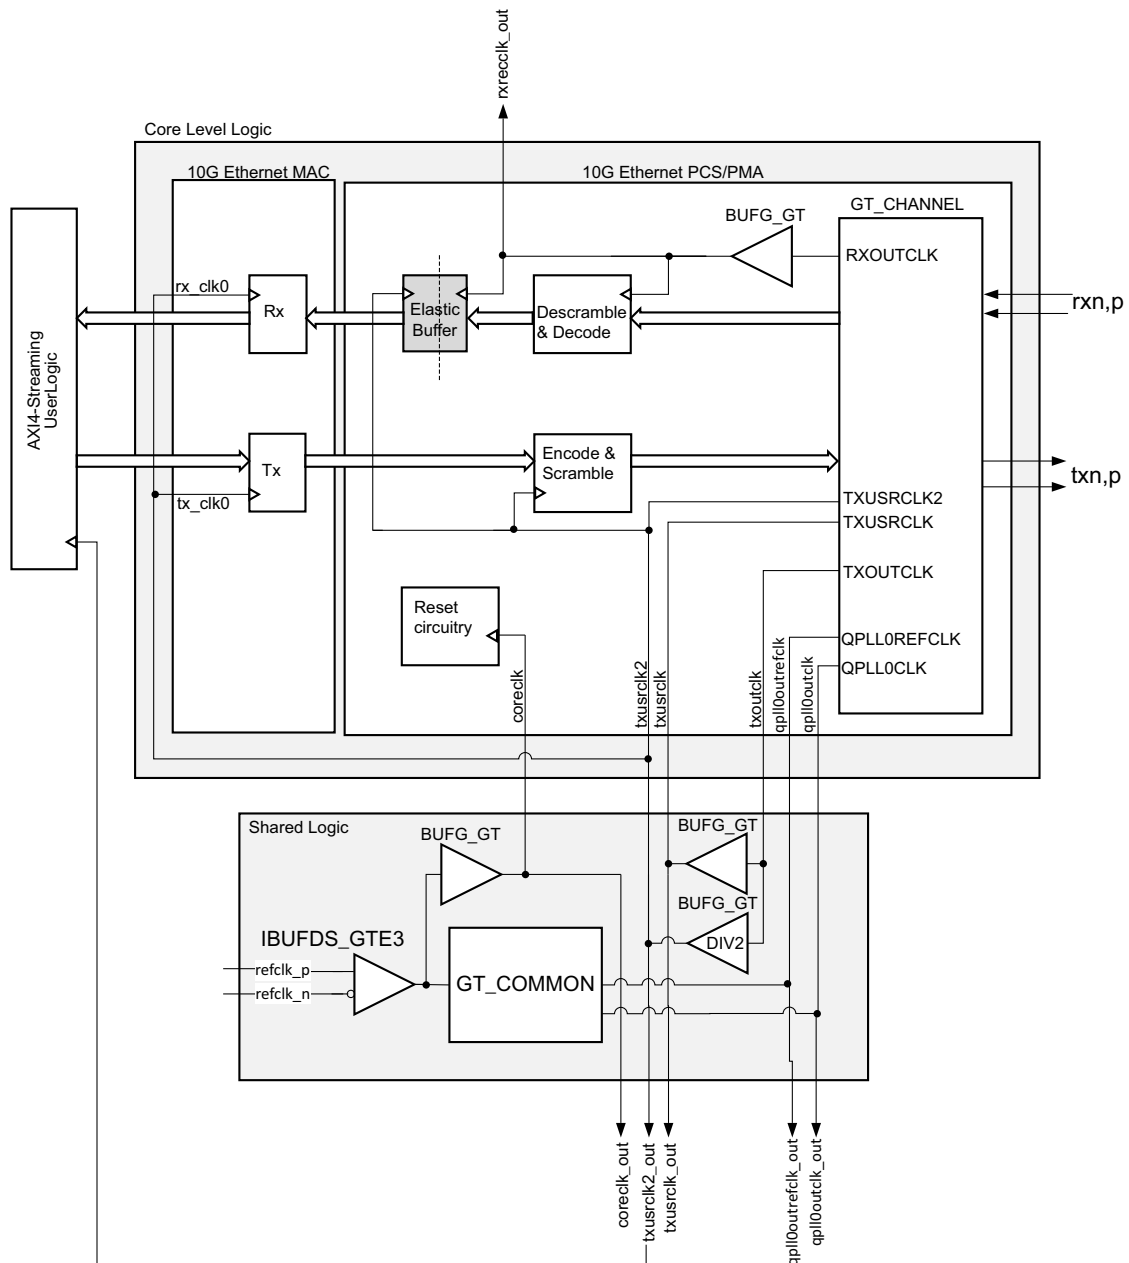 rxrecclk_out
Core Level Logic
10G Ethernet MAC
10G Ethernet PCS/PMA
GT_CHANNEL
BUFG_GT
RXOUTCLK
rx_clk0
Rx
Elastic
Buffer
Descramble
& Decode
rxn,p
AXI4-Streaming
UserLogic
Tx
tx_clk0
Encode &
Scramble
txn,p
TXUSRCLK2
TXUSRCLK
TXOUTCLK
Reset
circuitry
QPLL0REFCLK
QPLL0CLK
coreclk
txusrclk2
txusrclk
txoutclk
qpll0outrefclk
qpll0outclk
Shared Logic
BUFG_GT
BUFG_GT
BUFG_GT
DIV2
IBUFDS_GTE3
refclk_p
refclk_n
GT_COMMON
coreclk_out
txusrclk2_out
txusrclk_out
qpll0outrefclk_out
qpll0outclk_out